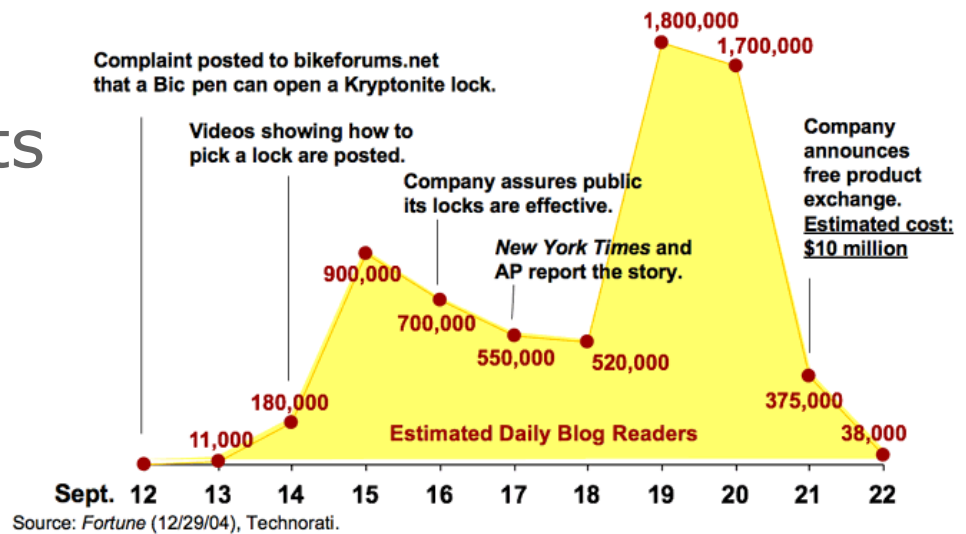 1,800,000
1,700,000
Complaint posted to bikeforums.net
that a Bic pen can open a Kryptonite lock.
ts
Videos showing how to
pick a lock are posted.
Company
announces
free product
exchange.
Estimated cost:
$10 million
Company assures public
its locks are effective.
New York Times and
AP report the story.
900,000
700,000
550,000
520,000
180,000
375,000
11,000
Estimated Daily Blog Readers
38,000
Sept. 12 13 14 15 16 17 18 19 20 21 22
Source: Fortune (12/29/04), Technorati.